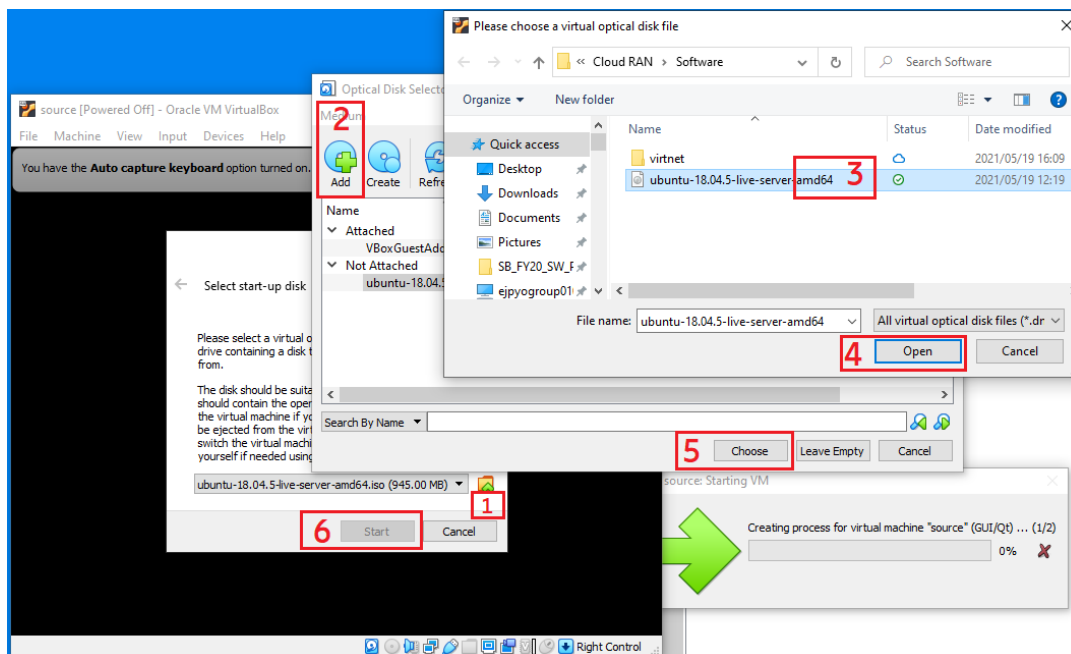 Please choose a virtual optical disk file
« Cloud RAN › Software
Search Software
Organize
New folder
Name
Status
Date modified
Quick access
Desktop
Downloads
Documents
Pictures
SB_FY20_SW_F
virtnet
2021/05/19 16:09
ubuntu-18.04.5-live-server-amd64
3
2021/05/19 12:19
File name:
ubuntu-18.04.5-live-server-amd64
All virtual optical disk files (*.dr
4
Open
Cancel
Optical Disk Selecto
Medium
2
Add
Create
Refre
Name
Attached
VBoxGuestAdd
Not Attached
ubuntu-18.04.5
Search By Name
5
Choose
Leave Empty
Cancel
source [Powered Off] - Oracle VM VirtualBox
File Machine View Input Devices Help
You have the Auto capture keyboard option turned on.
Select start-up disk
Please select a virtual o
drive containing a disk t
from.
The disk should be suita
should contain the oper
the virtual machine if yo
be ejected from the virt
switch the virtual machi
yourself if needed using
ubuntu-18.04.5-live-server-amd64.iso (945.00 MB)
1
6
Start
Cancel
source: Starting VM
Creating process for virtual machine "source" (GUI/Qt) ... (1/2)
0%
Right Control